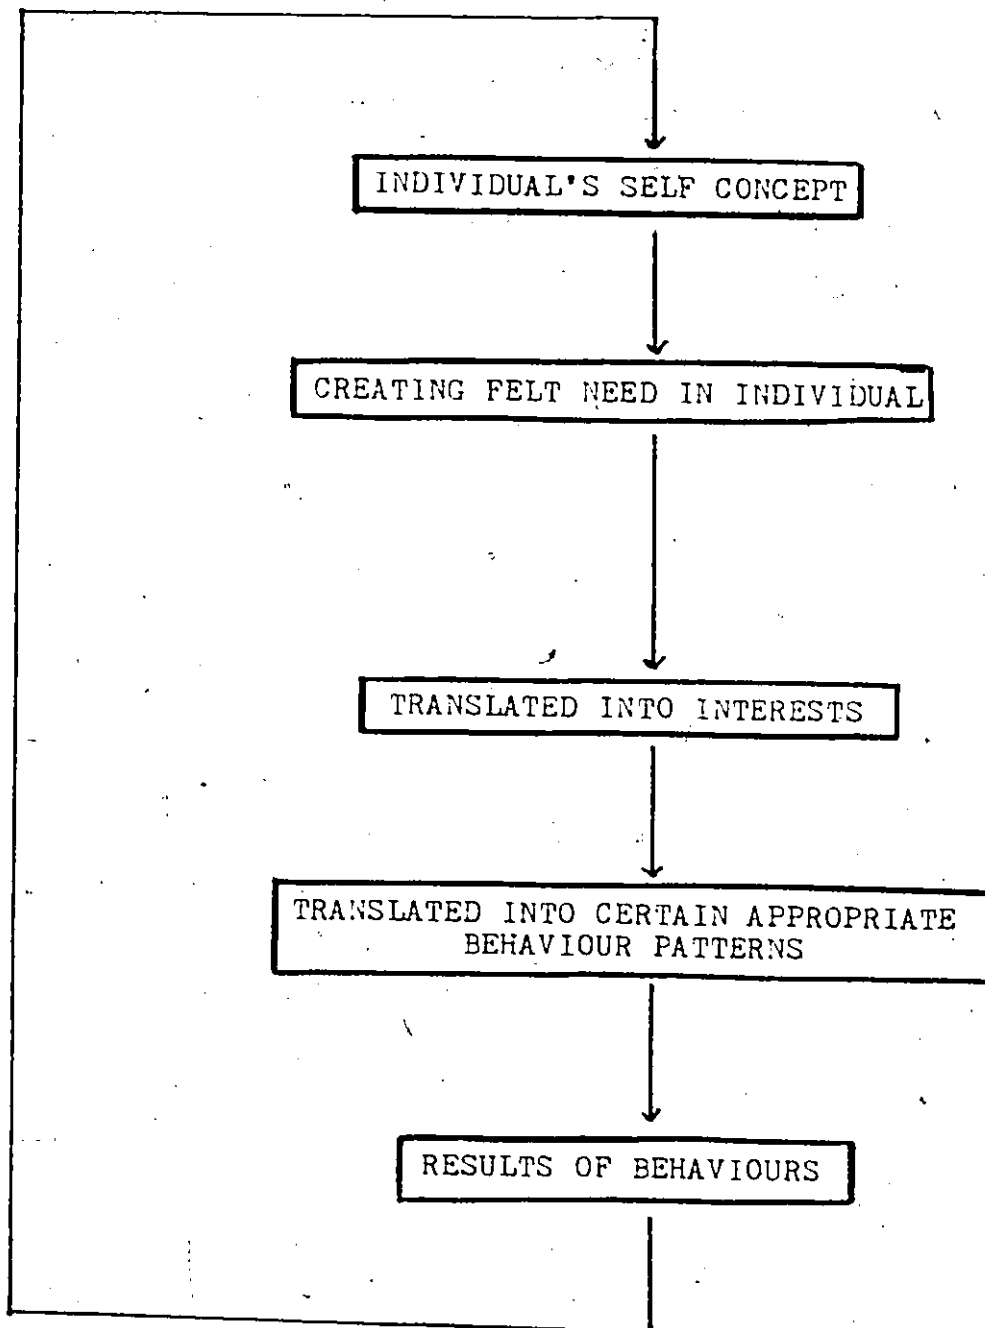 INDIVIDUAL'S SELF CONCEPT
CREATING FELT NEED IN INDIVIDUAL
TRANSLATED INTO INTERESTS
TRANSLATED INTO CERTAIN APPROPRIATE
BEHAVIOUR PATTERNS
RESULTS OF BEHAVIOURS